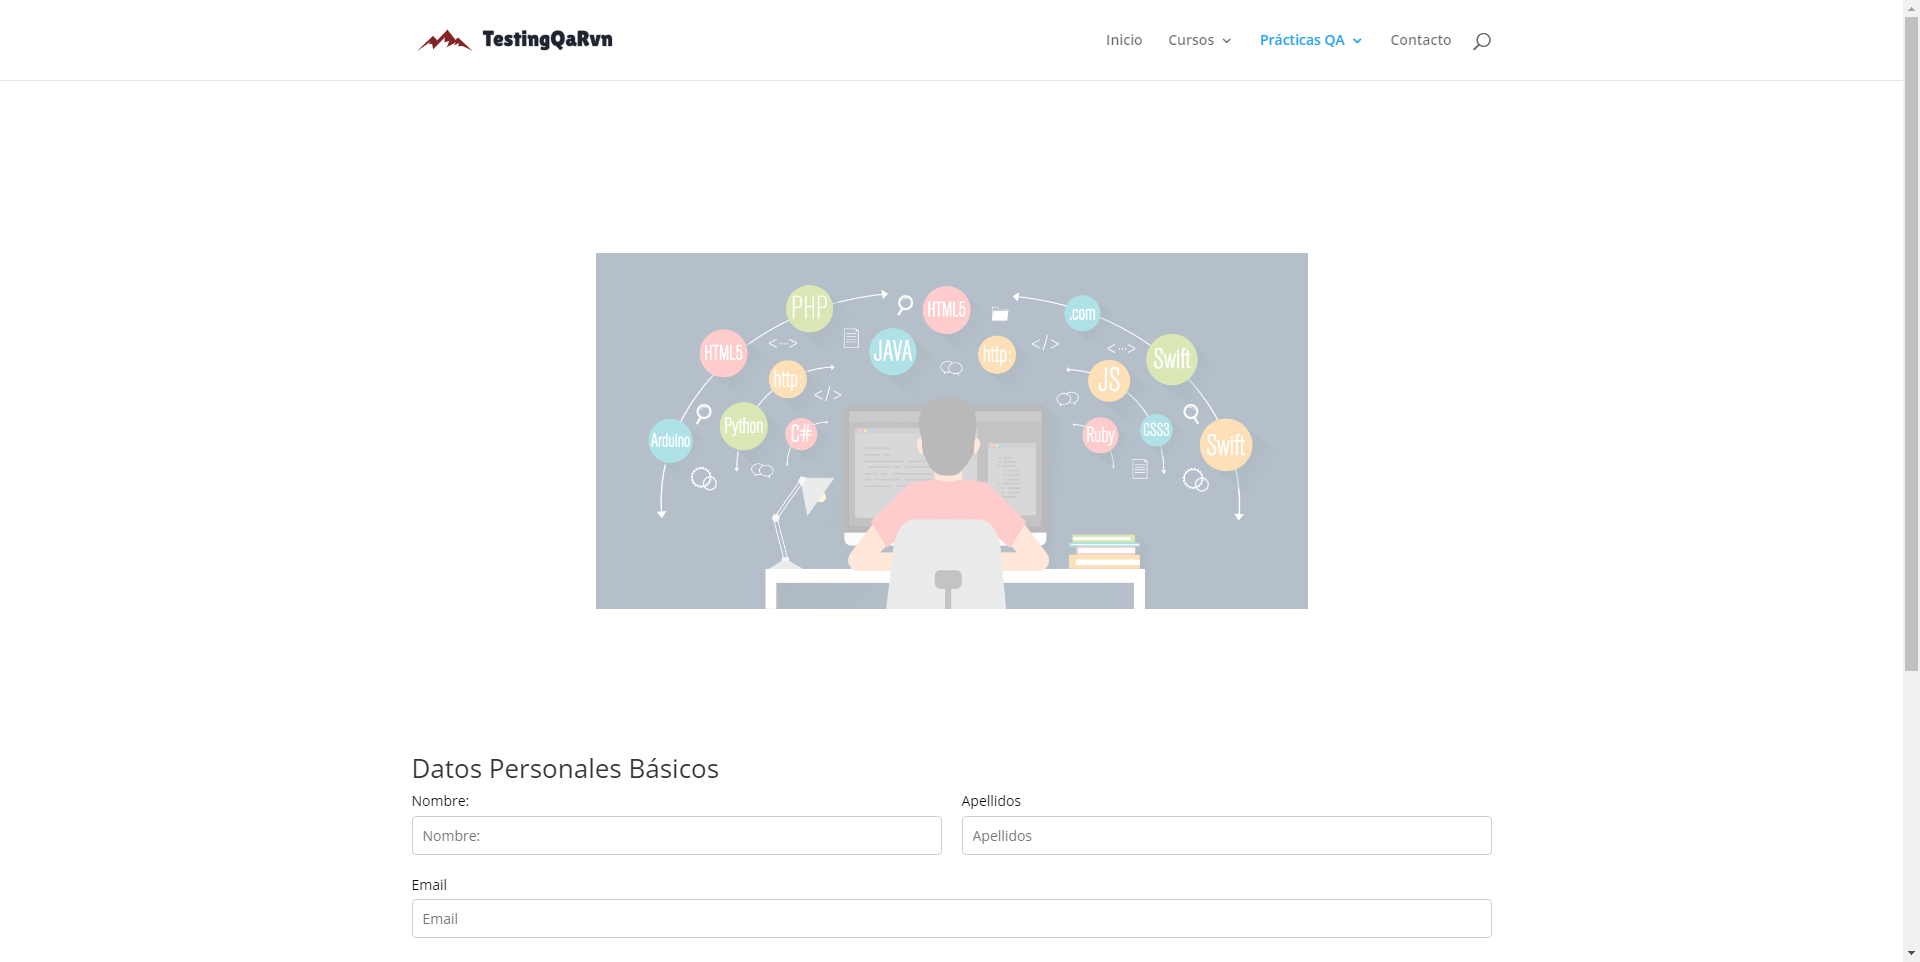 TestingQaRvn
Inicio Cursos Prácticas QA Contacto
PHP HTML5 .com
HTML5 JAVA http: Swift
http: JS
Arduino Python C# Ruby CSS3 Swift
Datos Personales Básicos
Nombre: Apellidos
Nombre: Apellidos
Email
Email